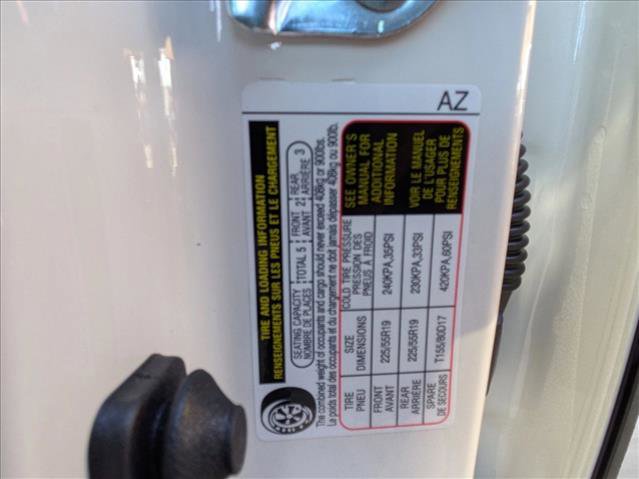 AZ
TIRE AND LOADING INFORMATION
RENSEIGNEMENTS SUR LES PNEUS ET LE CHARGEMENT
SEATING CAPACITY TOTAL 5 FRONT 2 REAR 3
NOMBRE DE PLACES AVANT ARRIÈRE
The combined weight of occupants and cargo should never exceed 408kg or 900lbs.
Le poids total des occupants et du chargement ne doit jamais dépasser 408kg ou 900lb.
TIRE SIZE COLD TIRE PRESSURE
PNEU DIMENSIONS PRESSION DES PNEUS À FROID
FRONT 225/55R19 240KPA,35PSI
AVANT
REAR 225/55R19 230KPA,33PSI
ARRIÈRE
SPARE T155/80D17 420KPA,60PSI
DE SECOURS
SEE OWNER'S
MANUAL FOR
ADDITIONAL
INFORMATION
VOIR LE MANUEL
DE L'USAGER
POUR PLUS DE
RENSEIGNEMENTS